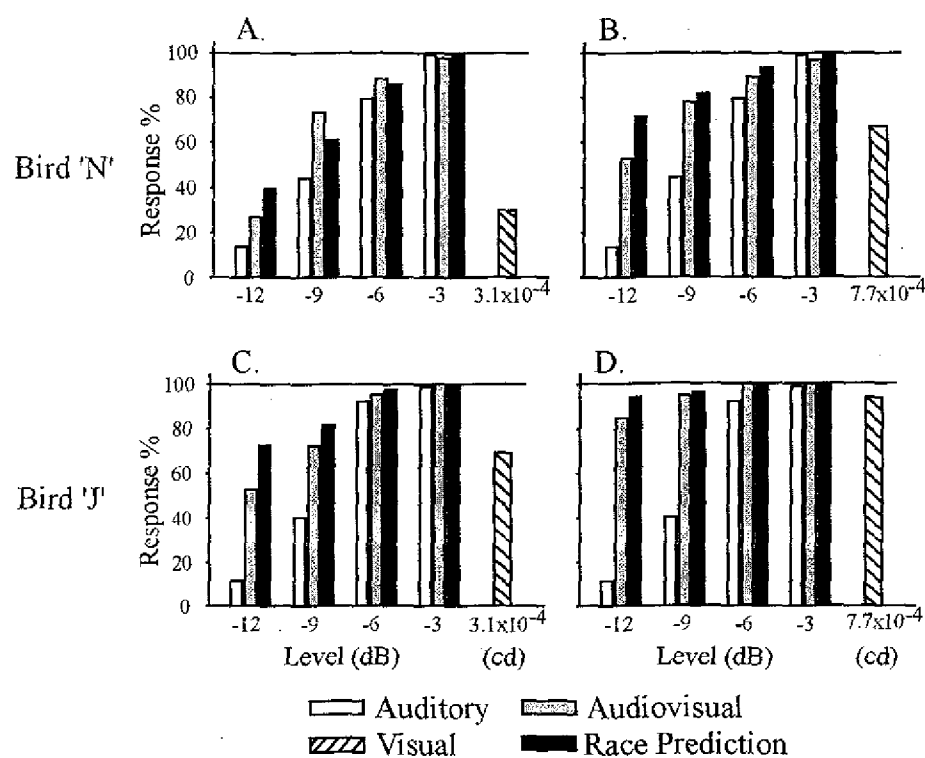 A.
B.
100
80
60
40
20
0
Response %
Bird 'N'
-12
-9
-6
-3
3.1x10-4
-12
-9
-6
-3
7.7x10-4
C.
D.
100
80
60
40
20
0
Response %
Bird 'J'
-12
-9
-6
-3
3.1x10-4
-12
-9
-6
-3
7.7x10-4
Level (dB)
(cd)
Level (dB)
(cd)
Auditory
Audiovisual
Visual
Race Prediction